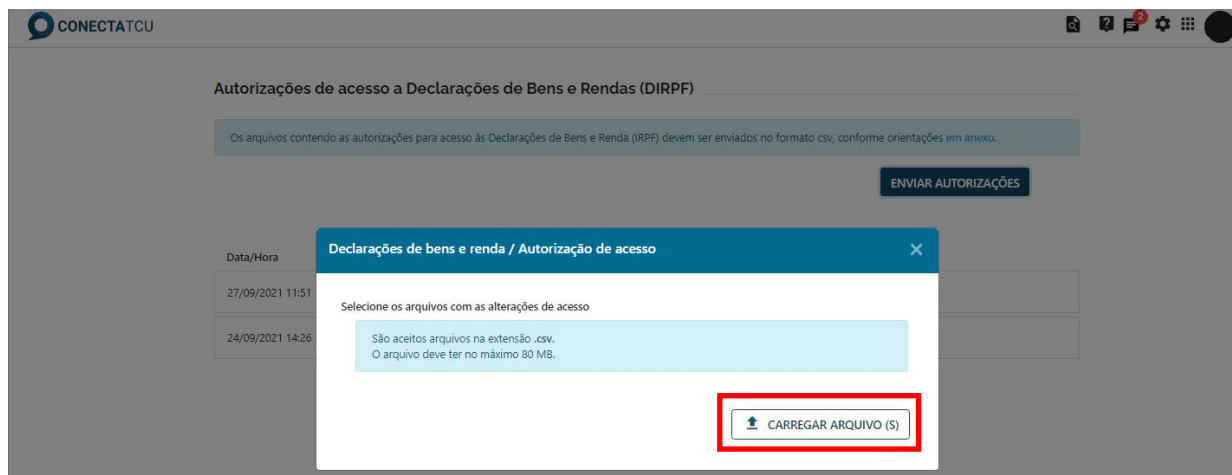 CONECTATCU
2
Autorizações de acesso a Declarações de Bens e Rendas (DIRPF)
Os arquivos contendo as autorizações para acesso às Declarações de Bens e Renda (IRPF) devem ser enviados no formato csv, conforme orientações em anexo.
ENVIAR AUTORIZAÇÕES
Data/Hora
27/09/2021 11:51
24/09/2021 14:26
Declarações de bens e renda / Autorização de acesso
Selecione os arquivos com as alterações de acesso
São aceitos arquivos na extensão .csv.
O arquivo deve ter no máximo 80 MB.
CARREGAR ARQUIVO (S)